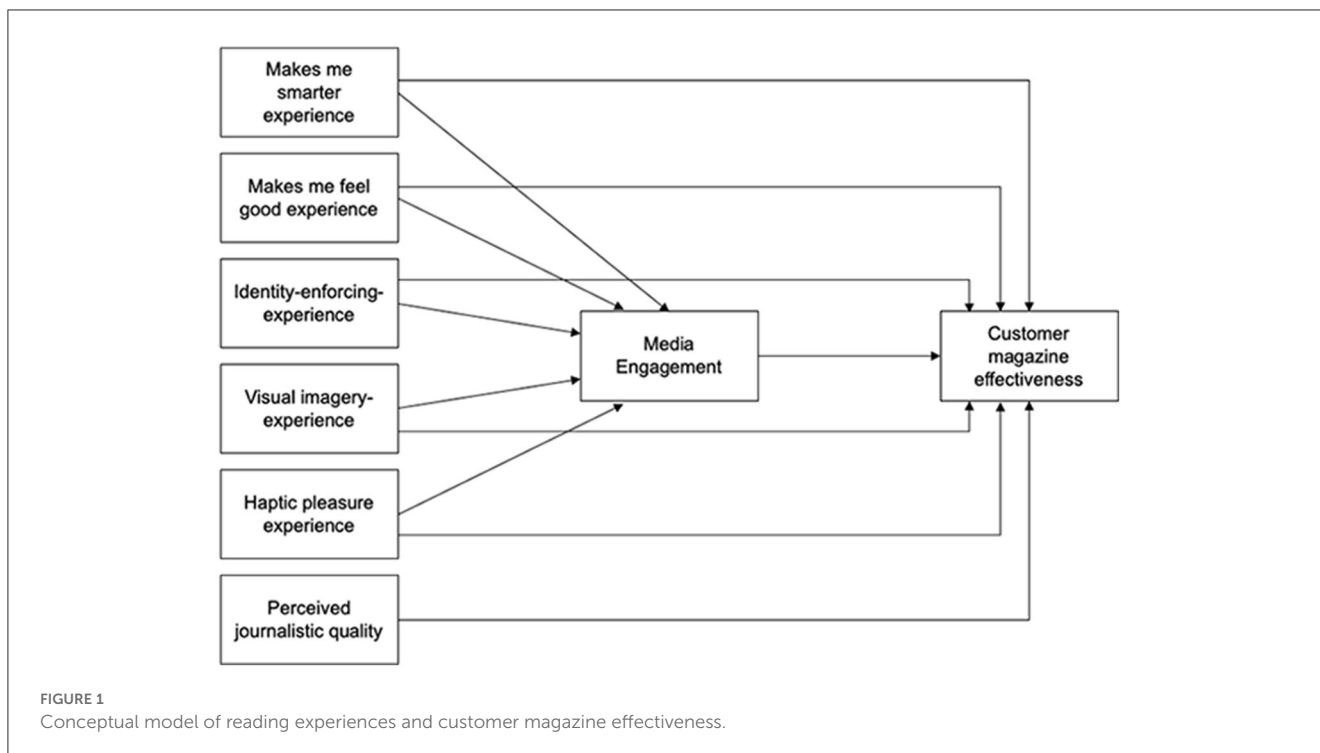 Makes me
smarter
experience
Makes me feel
good experience
Identity-enforcing-
experience
Visual imagery-
experience
Haptic pleasure
experience
Perceived
journalistic quality
Media
Engagement
Customer
magazine
effectiveness
FIGURE 1
Conceptual model of reading experiences and customer magazine effectiveness.